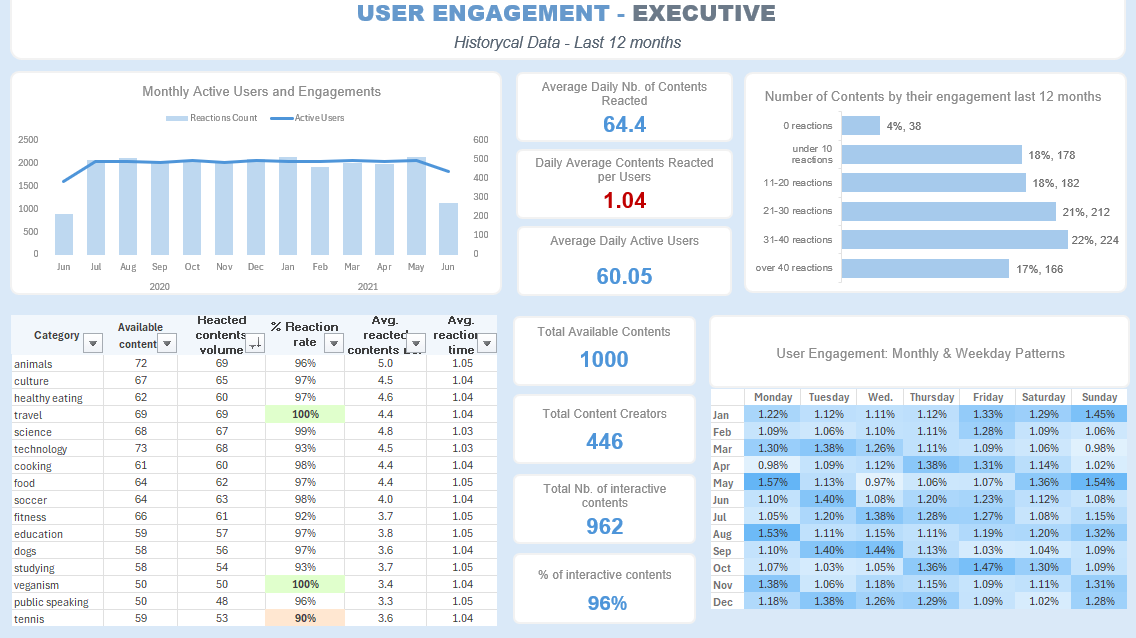 USER ENGAGEMENT - EXECUTIVE
Historycal Data - Last 12 months
Monthly Active Users and Engagements
Reactions Count
Active Users
2500
2000
1500
1000
500
0
600
500
400
300
200
100
0
Jun Jul Aug Sep Oct Nov Dec Jan Feb Mar Apr May Jun
2020 2021
Average Daily Nb. of Contents
Reacted
64.4
Daily Average Contents Reacted
per Users
1.04
Average Daily Active Users
60.05
Number of Contents by their engagement last 12 months
0 reactions 4%, 38
under 10
reactions 18%, 178
11-20 reactions 18%, 182
21-30 reactions 21%, 212
31-40 reactions 22%, 224
over 40 reactions 17%, 166
Category
Available
content
Reacted
contents
volume
% Reaction
rate
Avg.
reacted
contents
Avg.
reaction
time
animals 72 69 96% 5.0 1.05
culture 67 65 97% 4.5 1.04
healthy eating 62 60 97% 4.6 1.04
travel 69 69 100% 4.4 1.04
science 68 67 99% 4.8 1.03
technology 73 68 93% 4.5 1.03
cooking 61 60 98% 4.4 1.04
food 64 62 97% 4.4 1.05
soccer 64 63 98% 4.0 1.04
fitness 66 61 92% 3.7 1.05
education 59 57 97% 3.8 1.05
dogs 58 56 97% 3.6 1.04
studying 58 54 93% 3.7 1.05
veganism 50 50 100% 3.4 1.04
public speaking 50 48 96% 3.3 1.05
tennis 59 53 90% 3.6 1.04
Total Available Contents
1000
Total Content Creators
446
Total Nb. of interactive
contents
962
% of interactive contents
96%
User Engagement: Monthly & Weekday Patterns
Monday Tuesday Wed. Thursday Friday Saturday Sunday
Jan 1.22% 1.12% 1.11% 1.12% 1.33% 1.29% 1.45%
Feb 1.09% 1.06% 1.10% 1.11% 1.28% 1.09% 1.06%
Mar 1.30% 1.38% 1.26% 1.11% 1.09% 1.06% 0.98%
Apr 0.98% 1.09% 1.12% 1.38% 1.31% 1.14% 1.02%
May 1.57% 1.13% 0.97% 1.06% 1.07% 1.36% 1.54%
Jun 1.10% 1.40% 1.08% 1.20% 1.23% 1.12% 1.08%
Jul 1.05% 1.20% 1.38% 1.28% 1.27% 1.08% 1.15%
Aug 1.53% 1.11% 1.15% 1.11% 1.19% 1.20% 1.32%
Sep 1.10% 1.40% 1.44% 1.13% 1.03% 1.04% 1.09%
Oct 1.07% 1.03% 1.05% 1.36% 1.47% 1.30% 1.09%
Nov 1.38% 1.06% 1.18% 1.15% 1.09% 1.11% 1.31%
Dec 1.18% 1.38% 1.26% 1.29% 1.09% 1.02% 1.28%